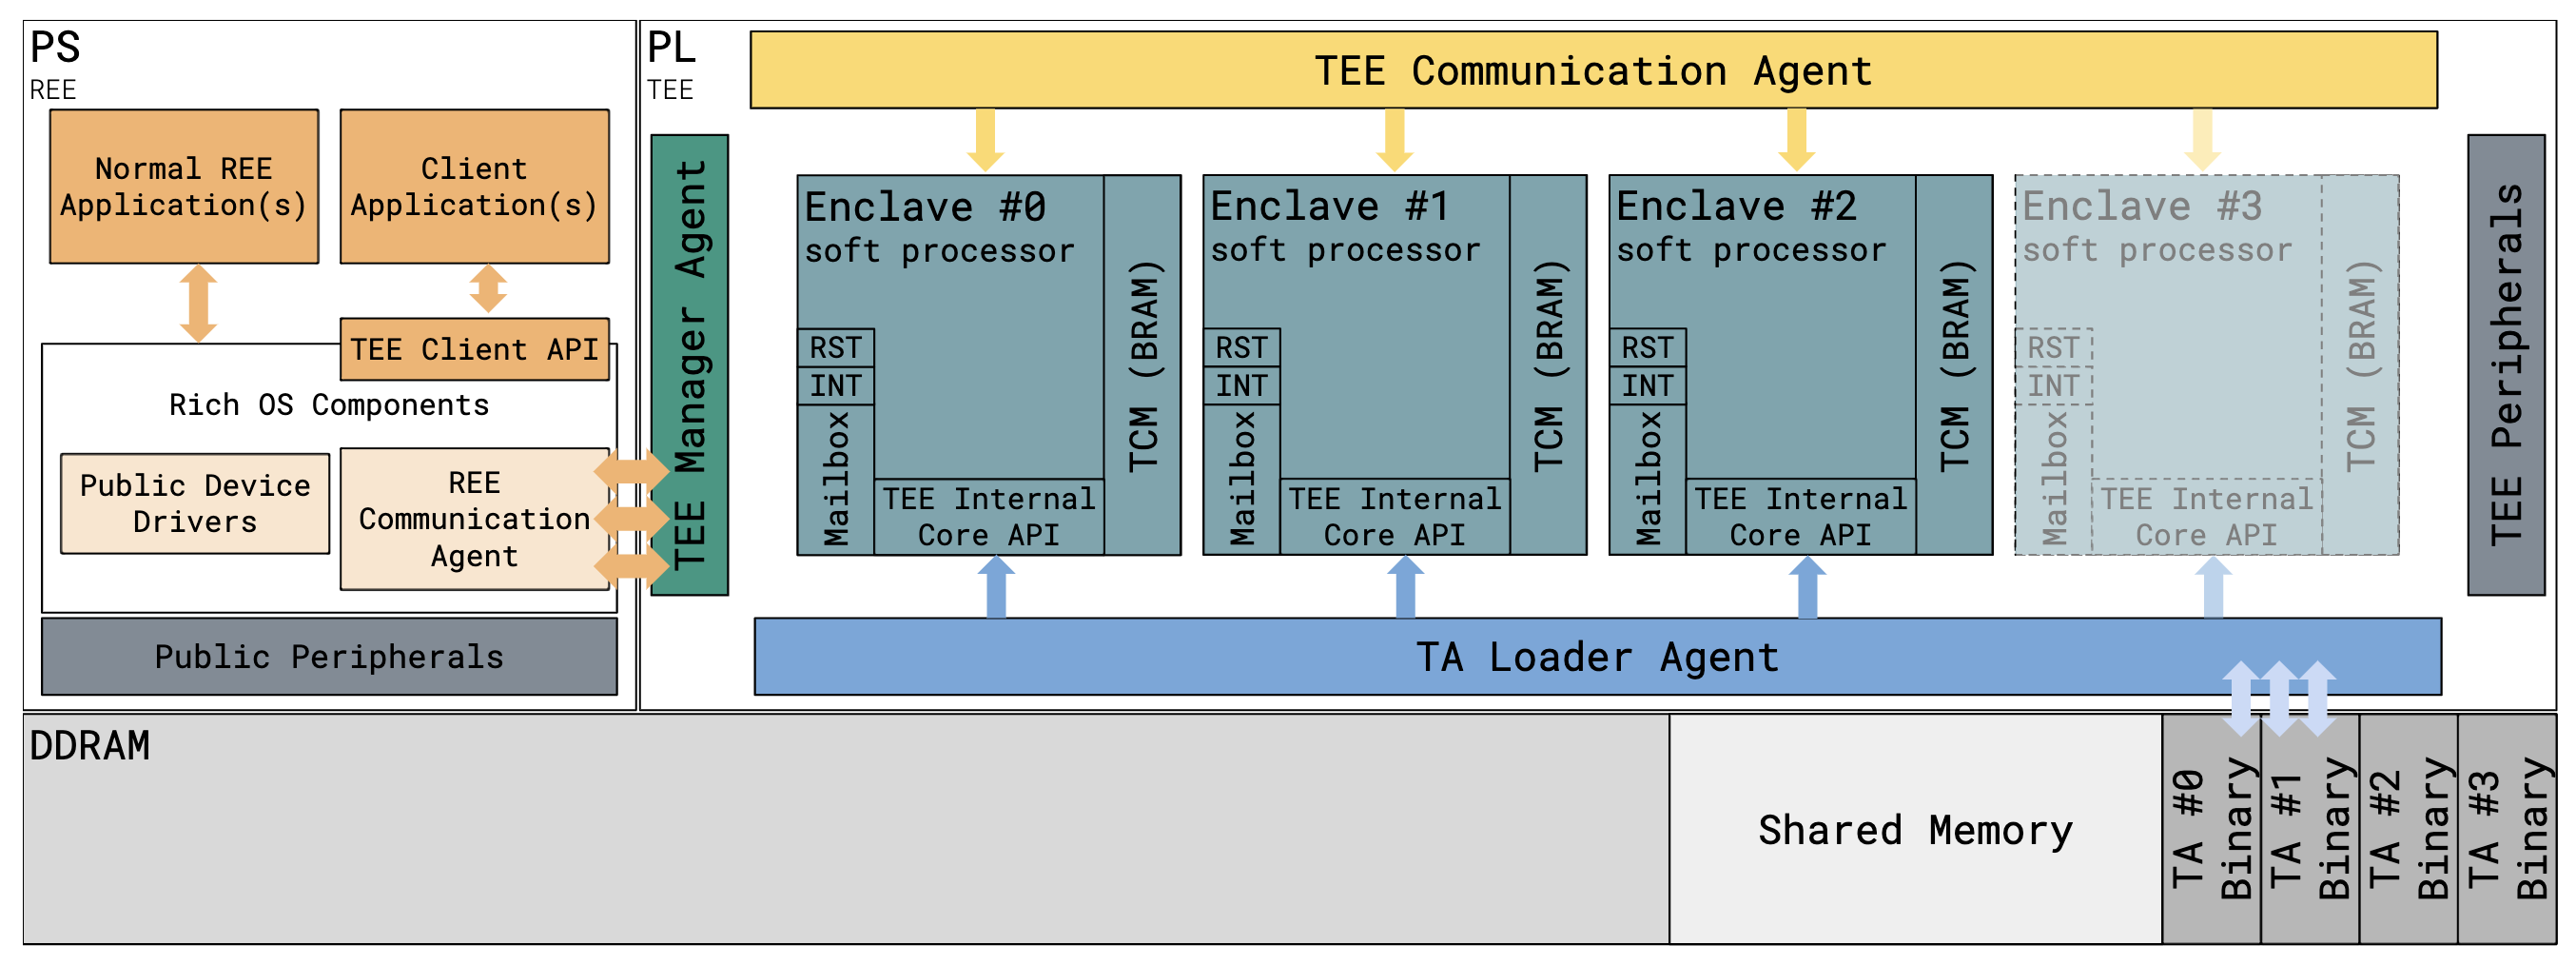 PS
REE
Normal REE
Application(s)
Client
Application(s)
TEE Client API
Rich OS Components
Public Device
Drivers
REE
Communication
Agent
Public Peripherals
PL
TEE
TEE Manager Agent
TEE Communication Agent
Enclave #0
soft processor
RST
INT
Mailbox
TEE Internal
Core API
TCM (BRAM)
Enclave #1
soft processor
RST
INT
Mailbox
TEE Internal
Core API
TCM (BRAM)
Enclave #2
soft processor
RST
INT
Mailbox
TEE Internal
Core API
TCM (BRAM)
Enclave #3
soft processor
RST
INT
Mailbox
TEE Internal
Core API
TCM (BRAM)
TEE Peripherals
TA Loader Agent
DDRAM
Shared Memory
TA #0
Binary
TA #1
Binary
TA #2
Binary
TA #3
Binary